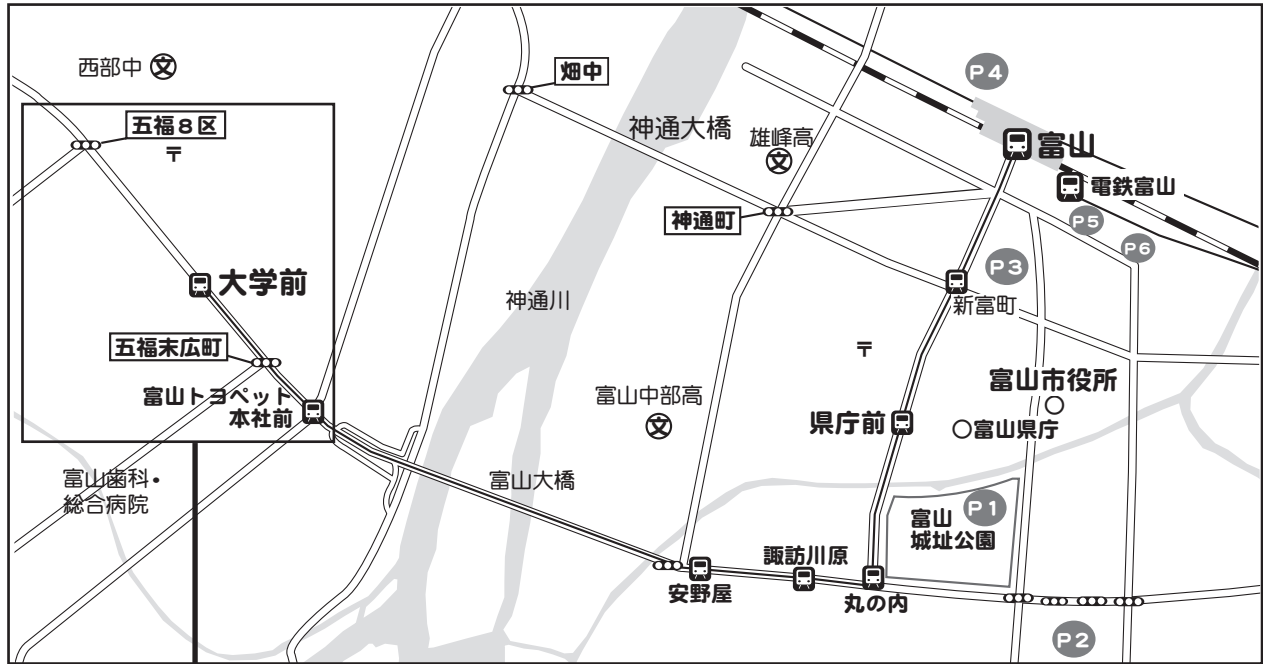 西部中 文
畑中
P4
五福８区
〒
神通大橋
雄峰高
文
富山
電鉄富山
神通町
P5
P6
P3
大学前
神通川
新富町
五福末広町
〒
富山トヨペット
本社前
富山中部高
文
富山市役所
県庁前
富山県庁
富山歯科・
総合病院
富山大橋
富山
城址公園
P1
諏訪川原
安野屋
丸の内
P2